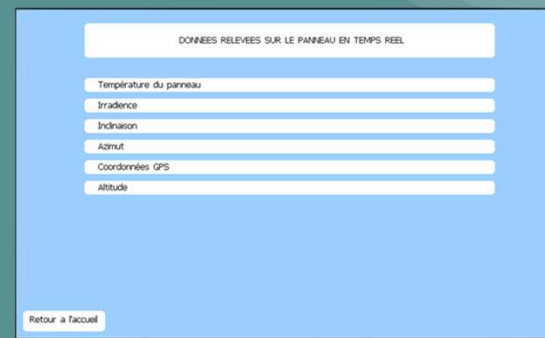 DONNEES RELEVEES SUR LE PANNEAU EN TEMPS REEL
Température du panneau
Irradience
Inclinaison
Azimut
Coordonnées GPS
Altitude
Retour a l'accueil